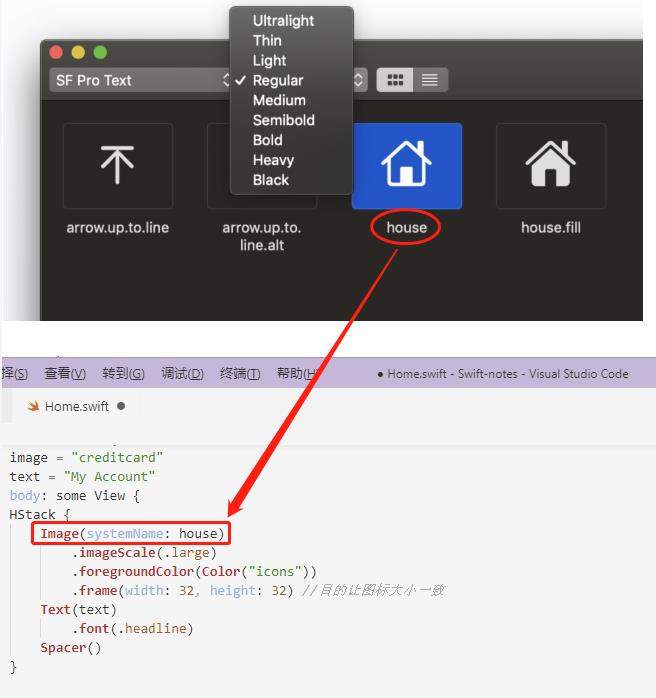 Ultralight
Thin
Light
SF Pro Text
Regular
Medium
Semibold
Bold
Heavy
Black
arrow.up.to.line
arrow.up.to.
line.alt
house
house.fill
择(S) 查看(V) 转到(G) 调试(D) 终端(T) 帮助(H) ● Home.swift - Swift-notes - Visual Studio Code
Home.swift ●
image = "creditcard"
text = "My Account"
body: some View {
HStack {
Image(systemName: house)
.imageScale(.large)
.foregroundColor(Color("icons"))
.frame(width: 32, height: 32) //目的让图标大小一致
Text(text)
.font(.headline)
Spacer()
}